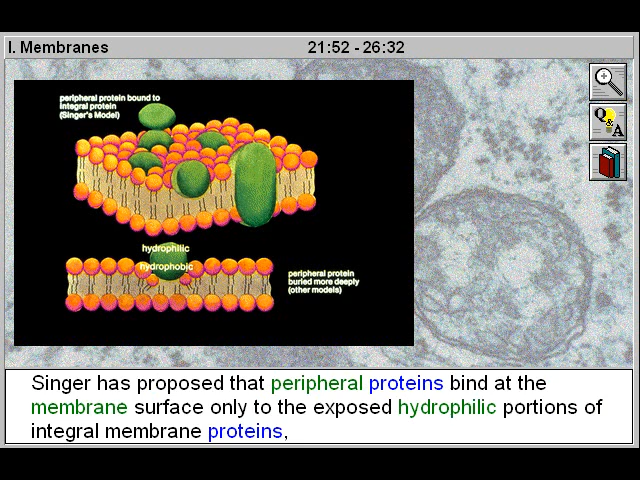 I. Membranes
21:52 - 26:32
peripheral protein bound to
integral protein
(Singer's Model)
Q&A
hydrophilic
hydrophobic
peripheral protein
buried more deeply
(other models)
Singer has proposed that peripheral proteins bind at the
membrane surface only to the exposed hydrophilic portions of
integral membrane proteins,